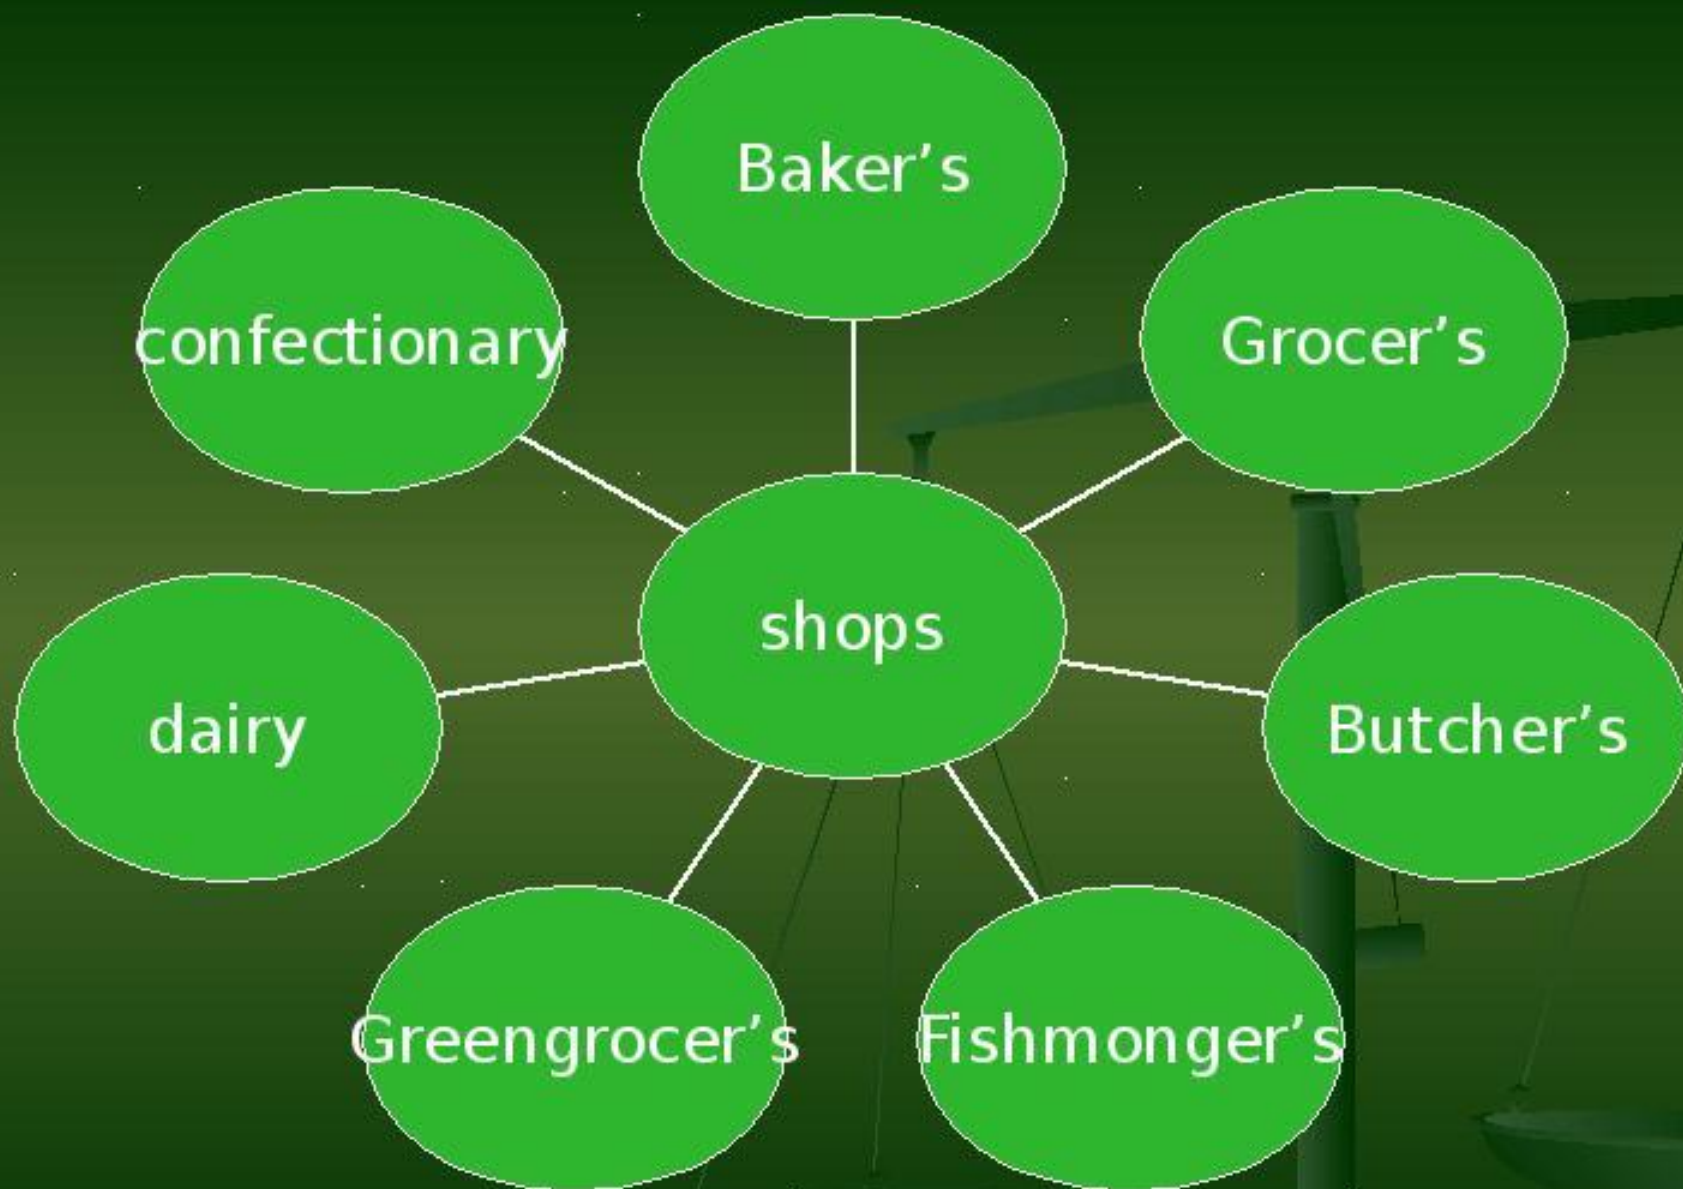 Baker’s
confectionary
Grocer’s
shops
dairy
Butcher’s
Greengrocer’s
Fishmonger’s